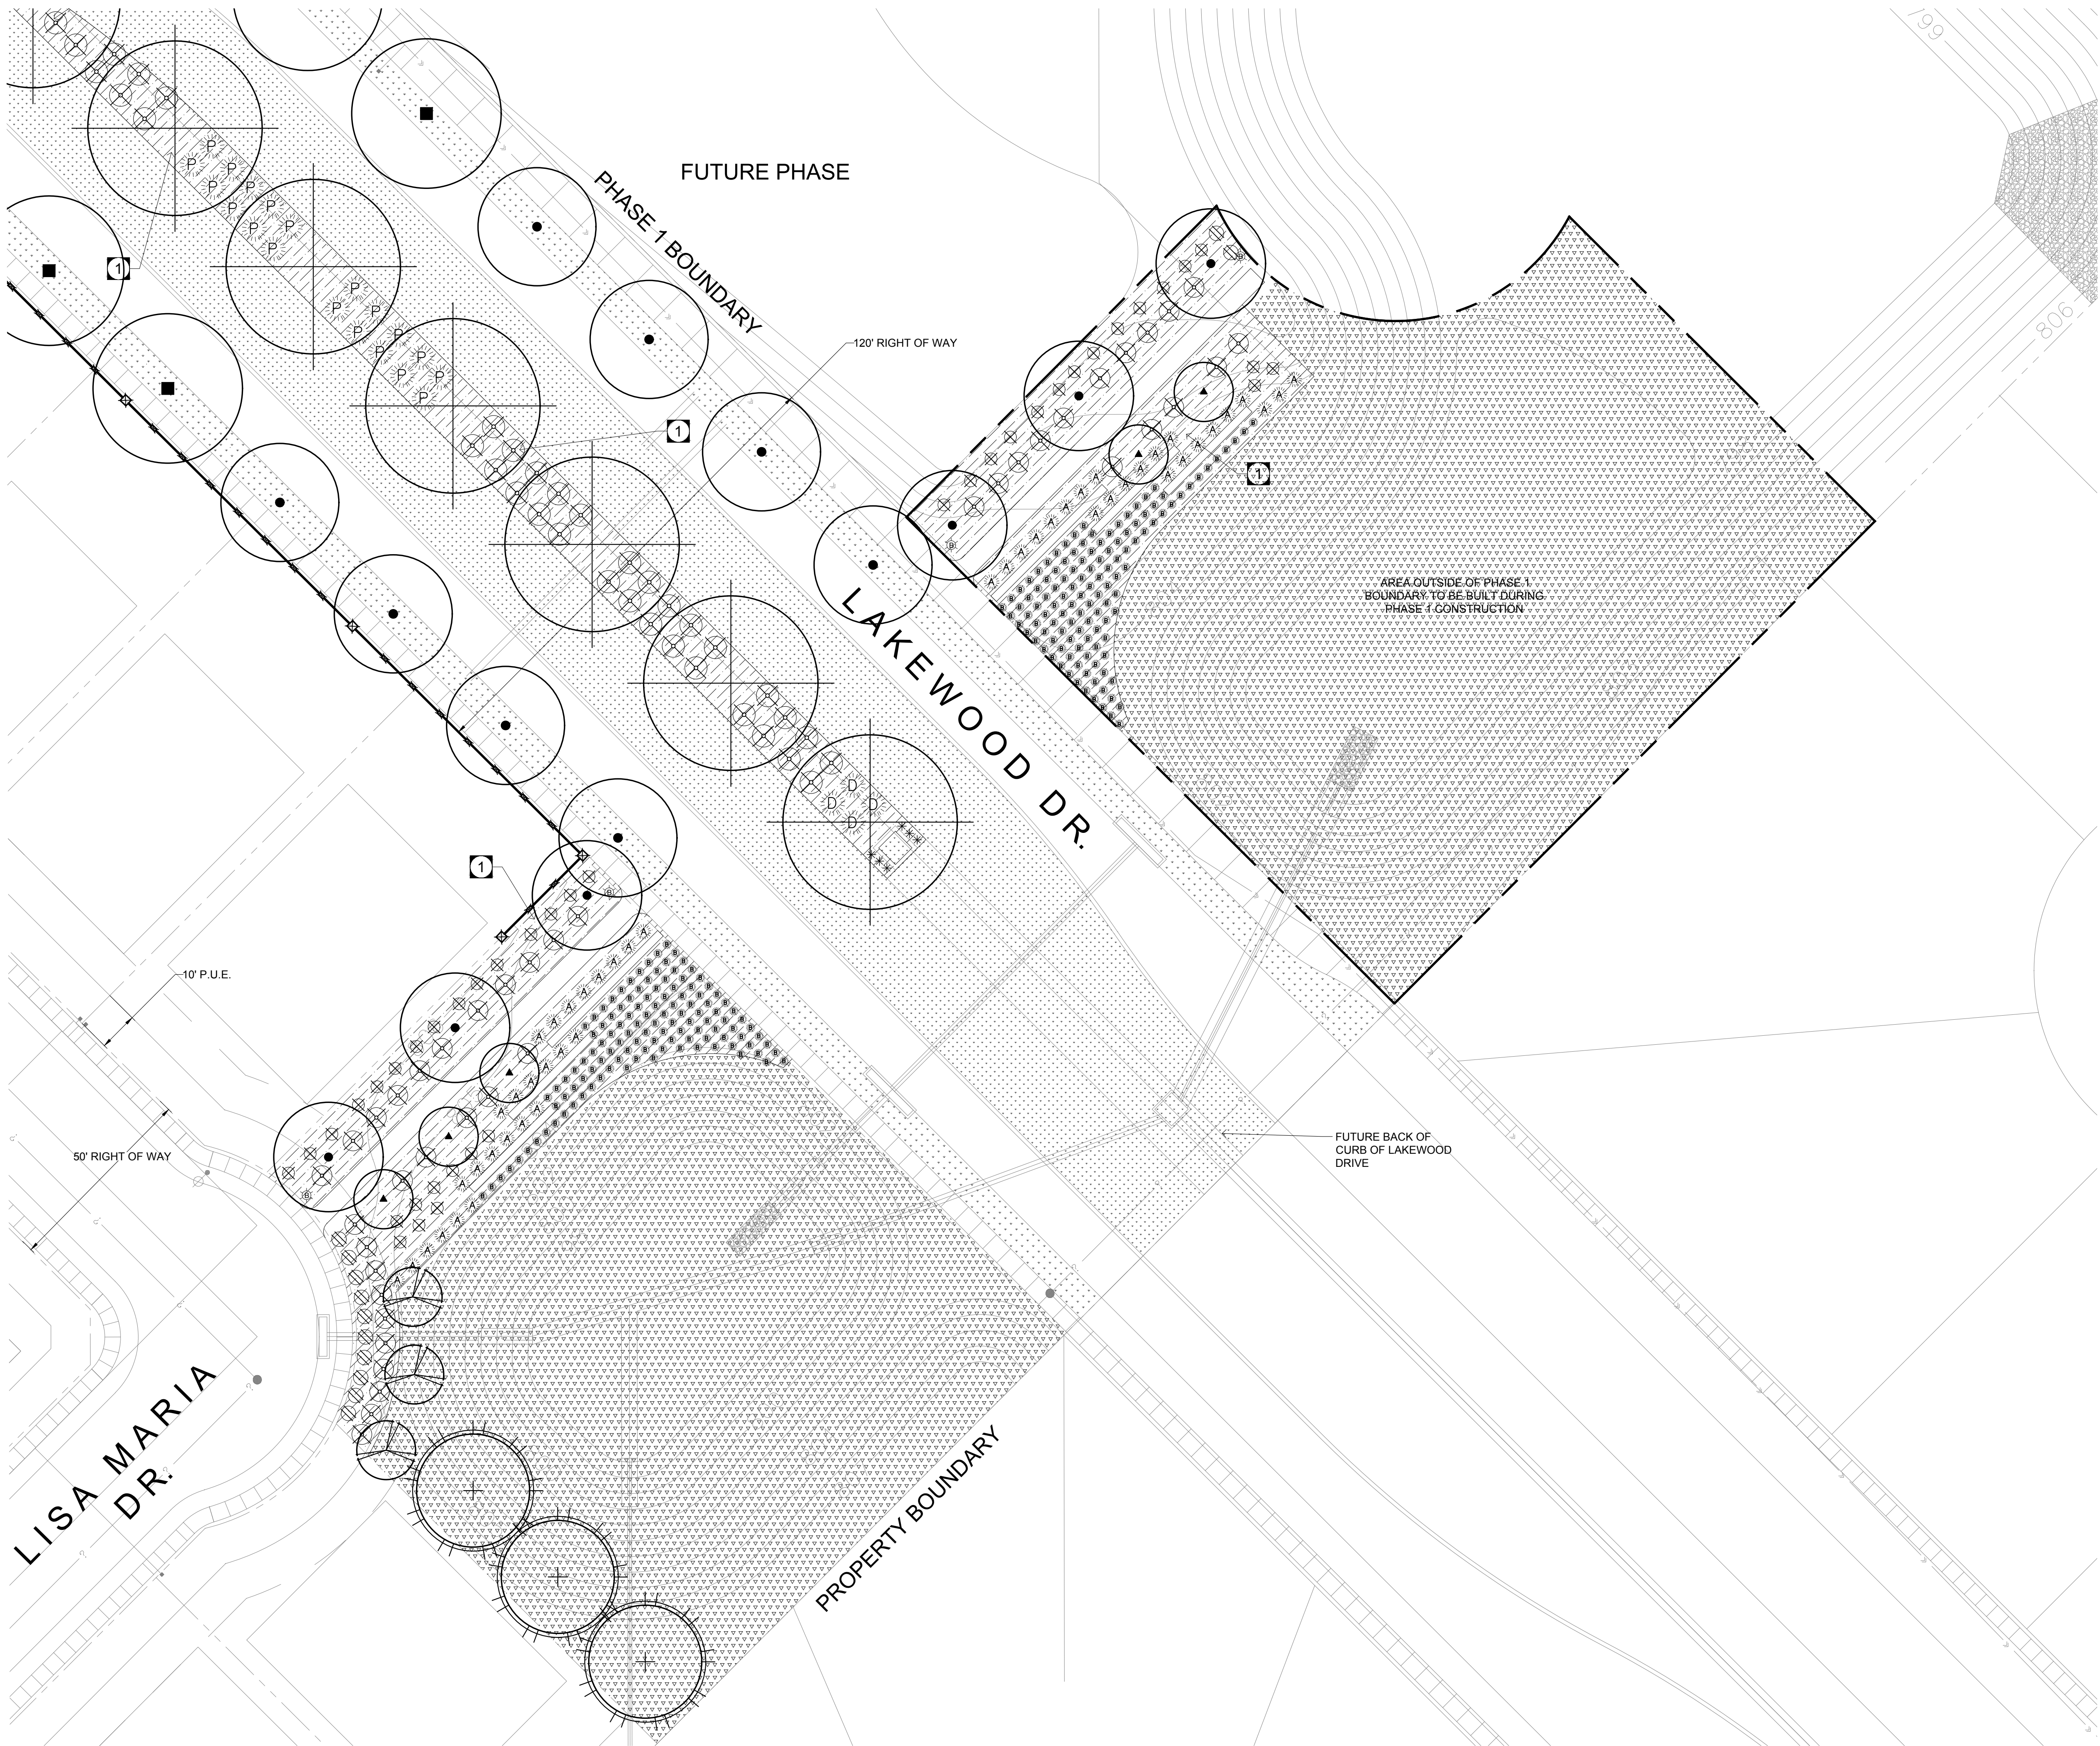 799
FUTURE PHASE
PHASE 1 BOUNDARY
1
806
120' RIGHT OF WAY
1
1
AREA OUTSIDE OF PHASE 1
BOUNDARY TO BE BUILT DURING
PHASE 1 CONSTRUCTION
LAKEWOOD DR.
1
10' P.U.E.
50' RIGHT OF WAY
FUTURE BACK OF
CURB OF LAKEWOOD
DRIVE
LISA MARIA
DR.
PROPERTY BOUNDARY